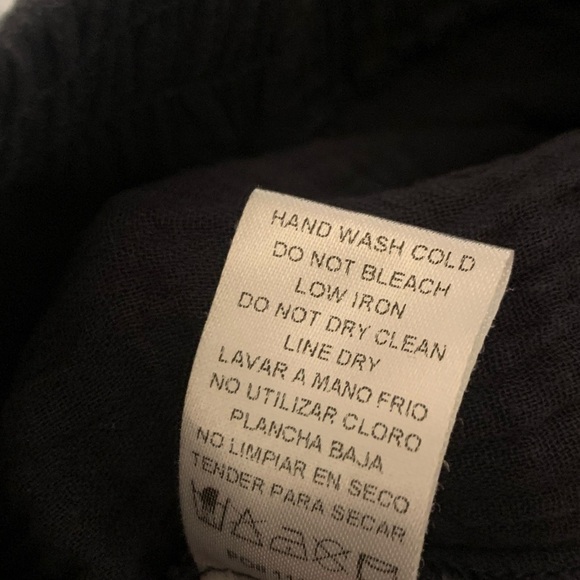 HAND WASH COLD
DO NOT BLEACH
LOW IRON
DO NOT DRY CLEAN
LINE DRY
LAVAR A MANO FRIO
NO UTILIZAR CLORO
PLANCHA BAJA
NO LIMPIAR EN SECO
TENDER PARA SECAR